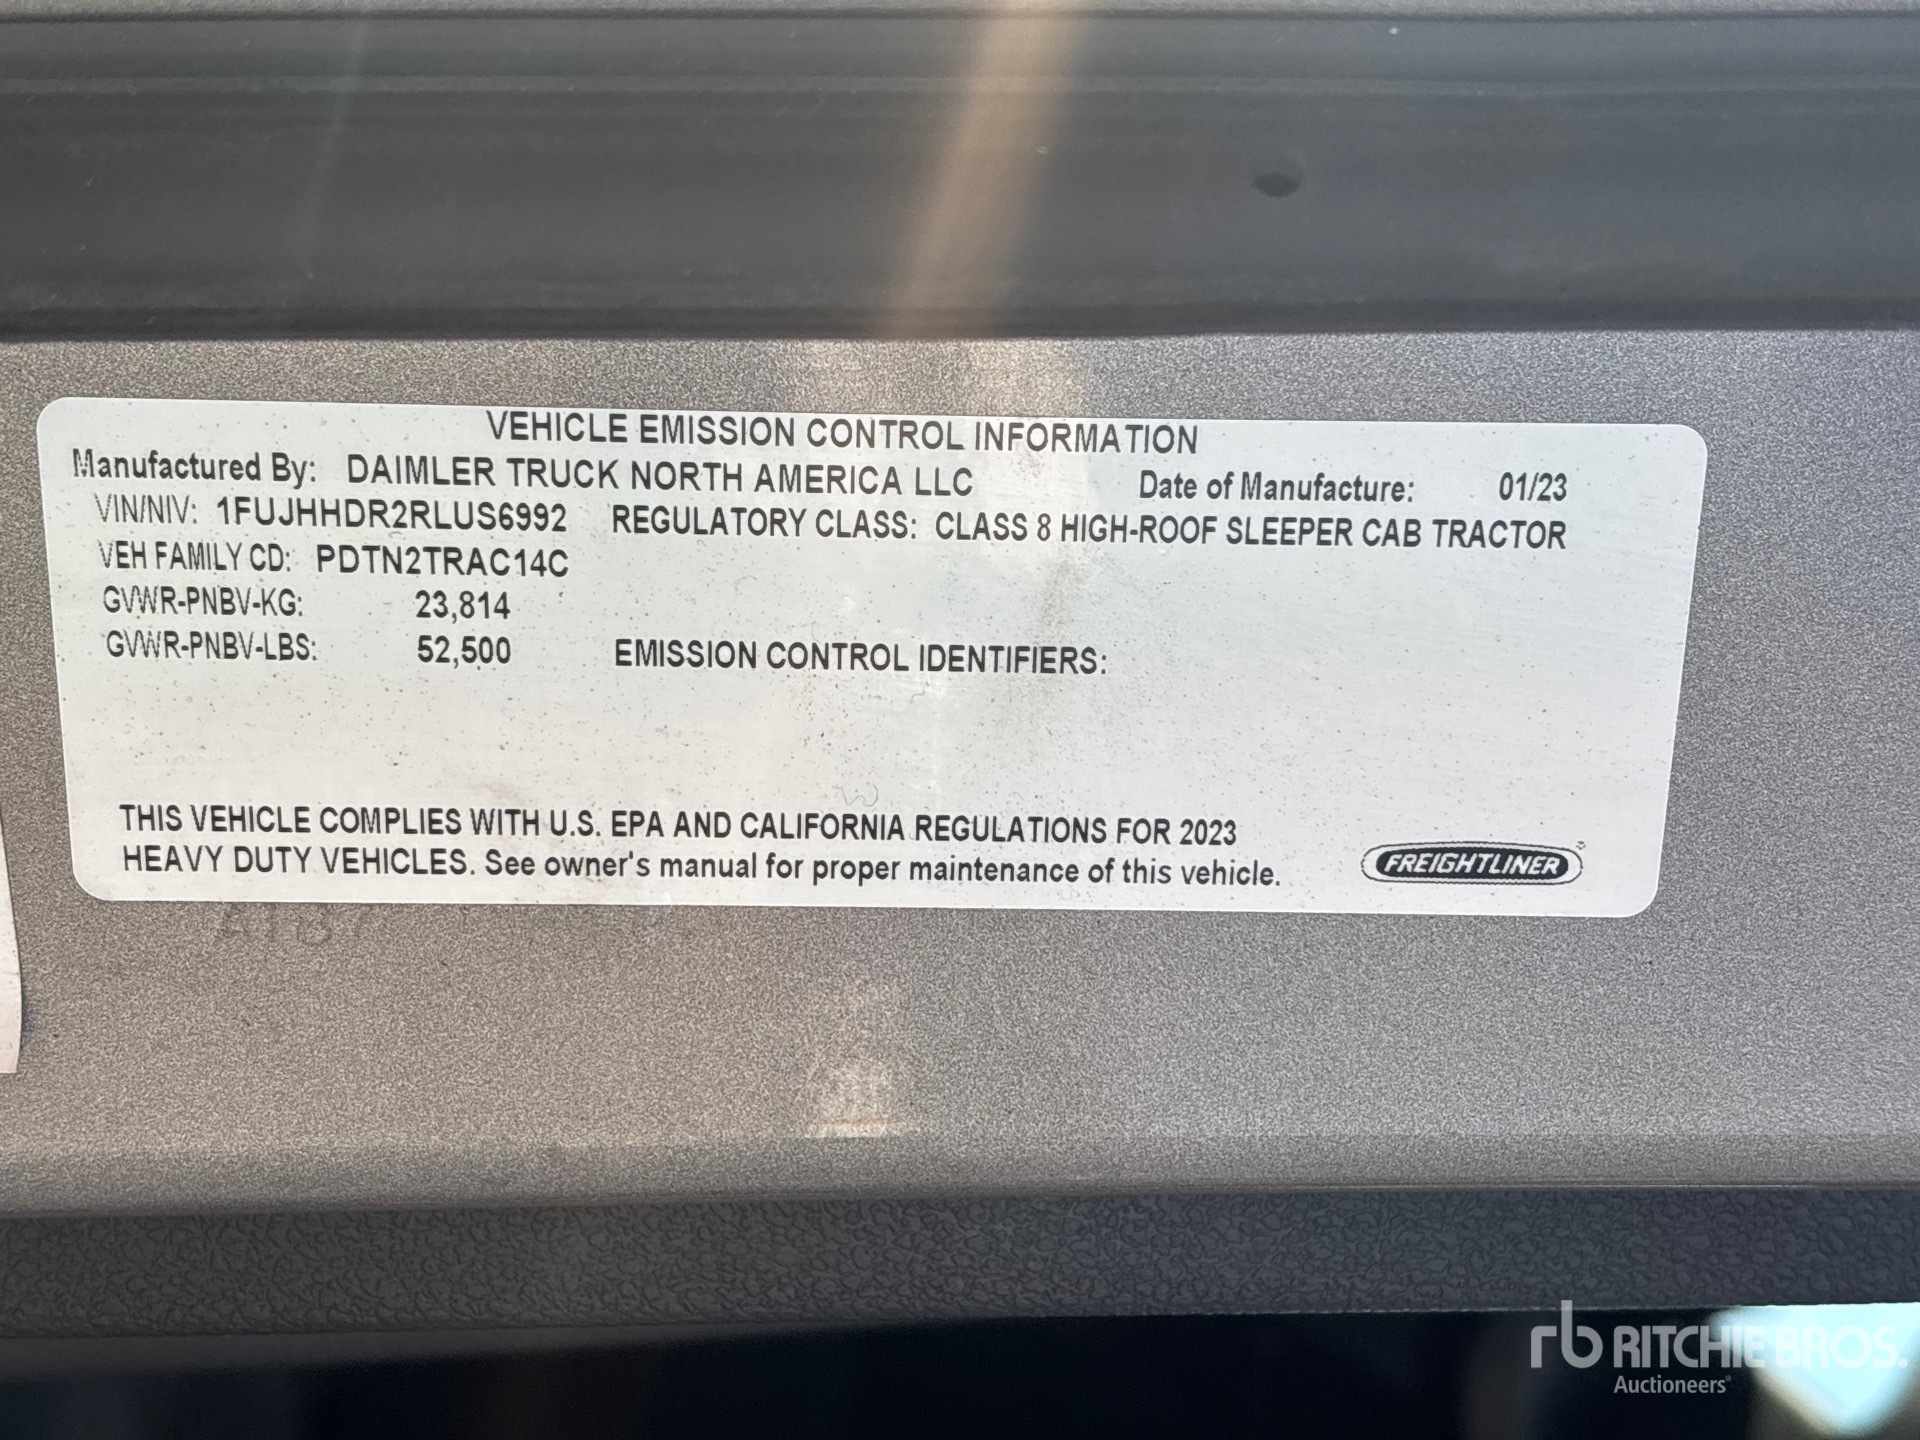 VEHICLE EMISSION CONTROL INFORMATION
Manufactured By: DAIMLER TRUCK NORTH AMERICA LLC Date of Manufacture: 01/23
VIN/NIV: 1FUJHHDR2RLUS6992 REGULATORY CLASS: CLASS 8 HIGH-ROOF SLEEPER CAB TRACTOR
VEH FAMILY CD: PDTN2TRAC14C
GVWR-PNBV-KG: 23,814
GVWR-PNBV-LBS: 52,500 EMISSION CONTROL IDENTIFIERS:
THIS VEHICLE COMPLIES WITH U.S. EPA AND CALIFORNIA REGULATIONS FOR 2023
HEAVY DUTY VEHICLES. See owner's manual for proper maintenance of this vehicle.
FREIGHTLINER
rb RITCHIE BROS.
Auctioneers®